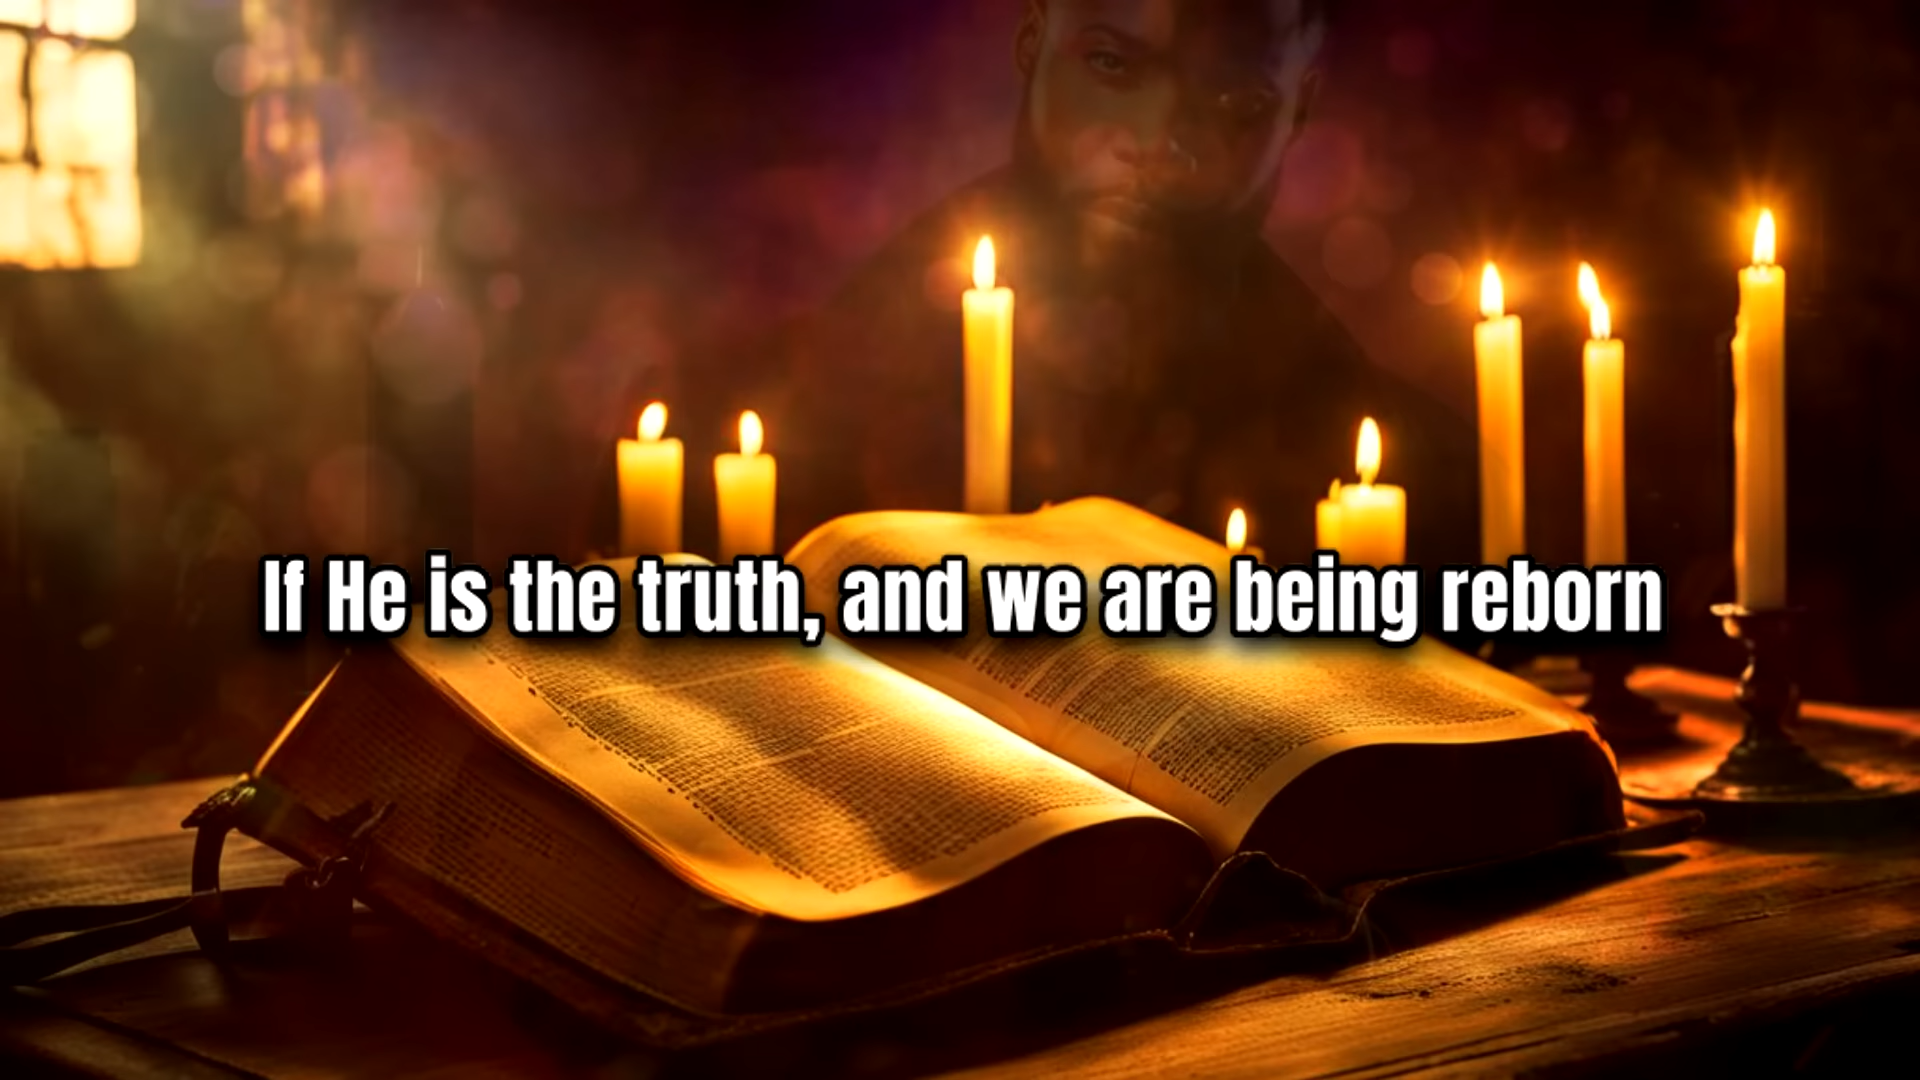 If He is the truth, and we are being reborn